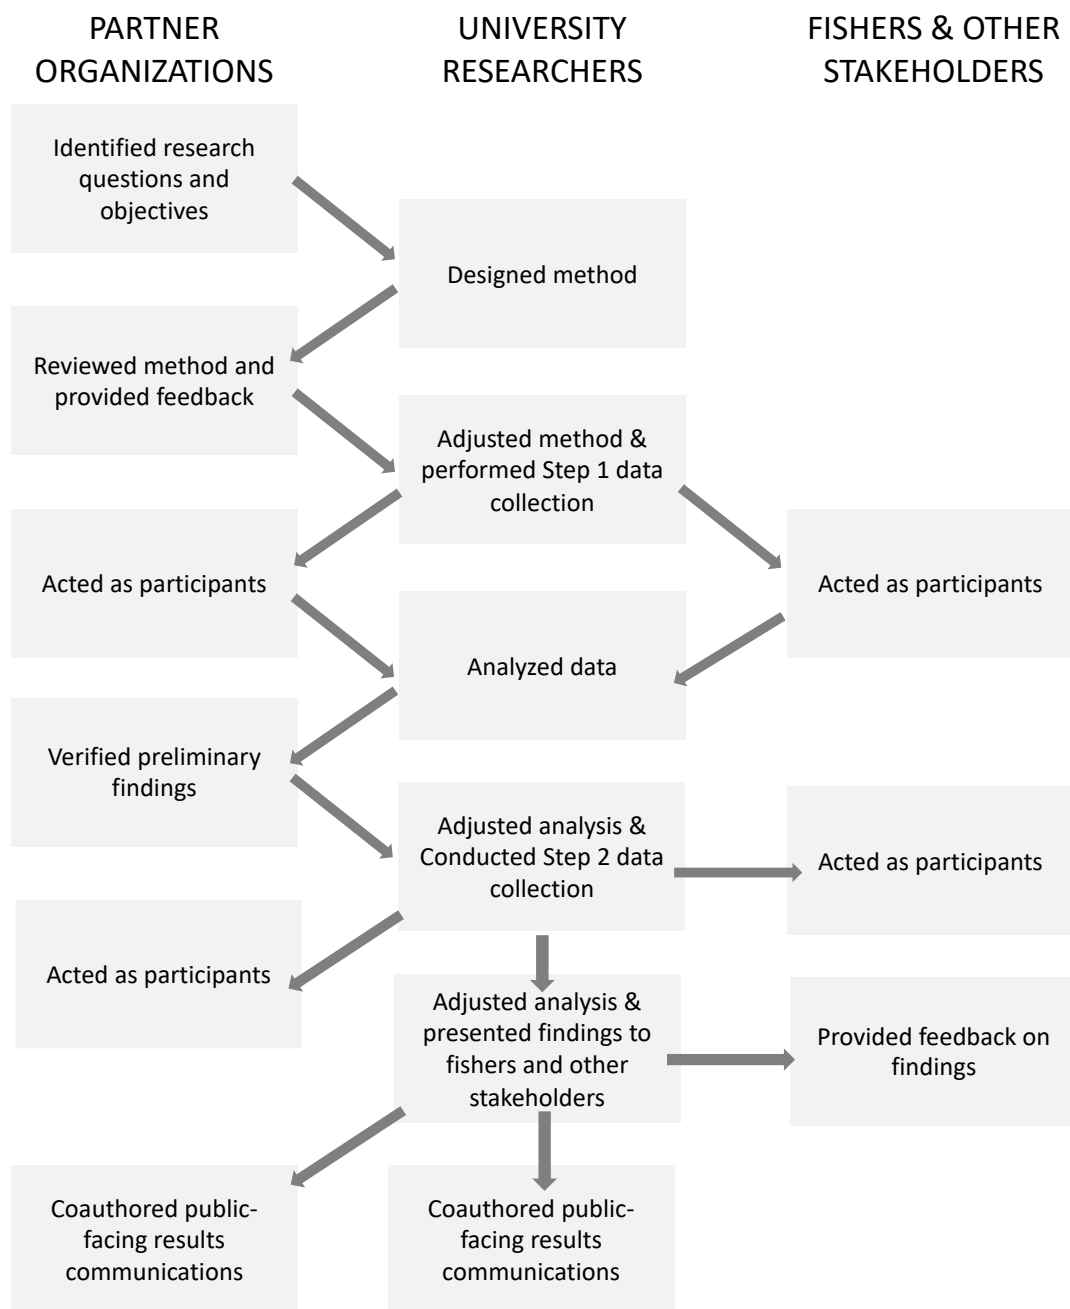 PARTNER
ORGANIZATIONS
UNIVERSITY
RESEARCHERS
FISHERS & OTHER
STAKEHOLDERS
Identified research
questions and
objectives
Designed method
Reviewed method and
provided feedback
Adjusted method &
performed Step 1 data
collection
Acted as participants
Acted as participants
Analyzed data
Verified preliminary
findings
Adjusted analysis &
Conducted Step 2 data
collection
Acted as participants
Acted as participants
Adjusted analysis &
presented findings to
fishers and other
stakeholders
Provided feedback on
findings
Coauthored public-
facing results
communications
Coauthored public-
facing results
communications